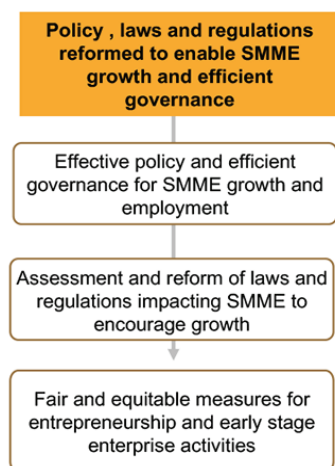 Policy , laws and regulations
reformed to enable SMME
growth and efficient
governance
Effective policy and efficient
governance for SMME growth and
employment
Assessment and reform of laws and
regulations impacting SMME to
encourage growth
Fair and equitable measures for
entrepreneurship and early stage
enterprise activities